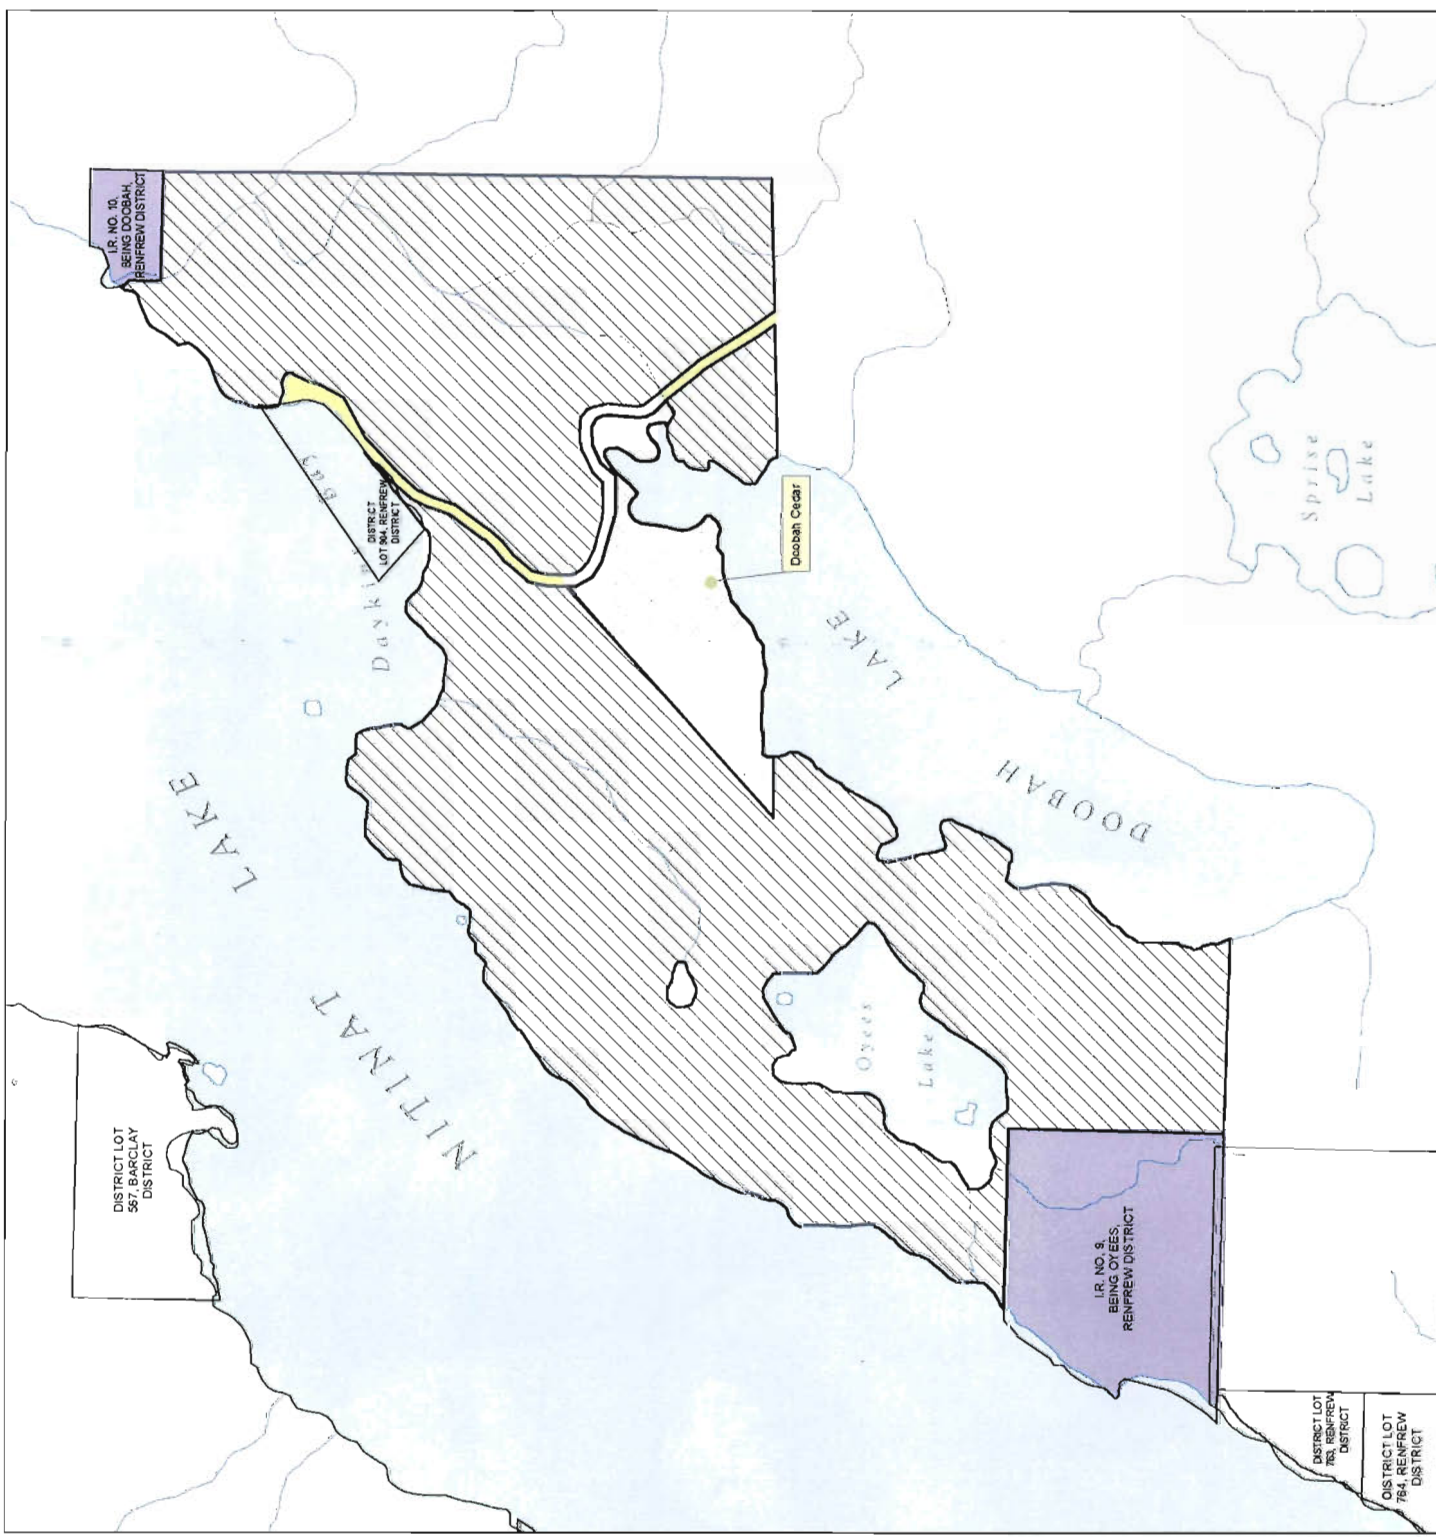 I.R. NO. 10,
BEING DOOBAH,
RENFREW DISTRICT
Bay
DISTRICT
LOT 904, RENFREW
DISTRICT
Daykin
Doobah Cedar
Sprise
Lake
LAKE
DOOBAH
LAKE
NITINAT
Oyees
Lake
DISTRICT LOT
567, BARCLAY
DISTRICT
I.R. NO. 9,
BEING OYEES,
RENFREW DISTRICT
DISTRICT LOT
763, RENFREW
DISTRICT
DISTRICT LOT
764, RENFREW
DISTRICT